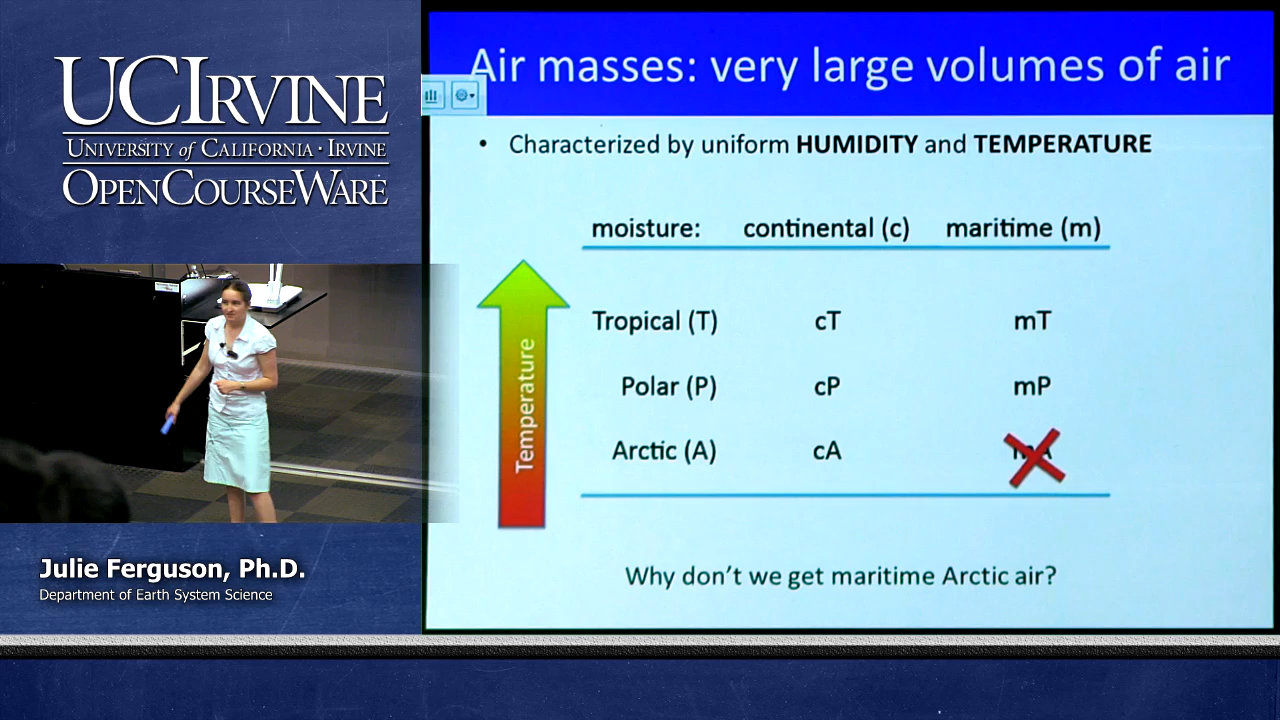 UCIRVINE
UNIVERSITY of CALIFORNIA · IRVINE
OPENCOURSEWARE
Julie Ferguson, Ph.D.
Department of Earth System Science
Air masses: very large volumes of air
• Characterized by uniform HUMIDITY and TEMPERATURE
moisture: continental (c) maritime (m)
Temperature
Tropical (T) cT mT
Polar (P) cP mP
Arctic (A) cA mA
Why don't we get maritime Arctic air?